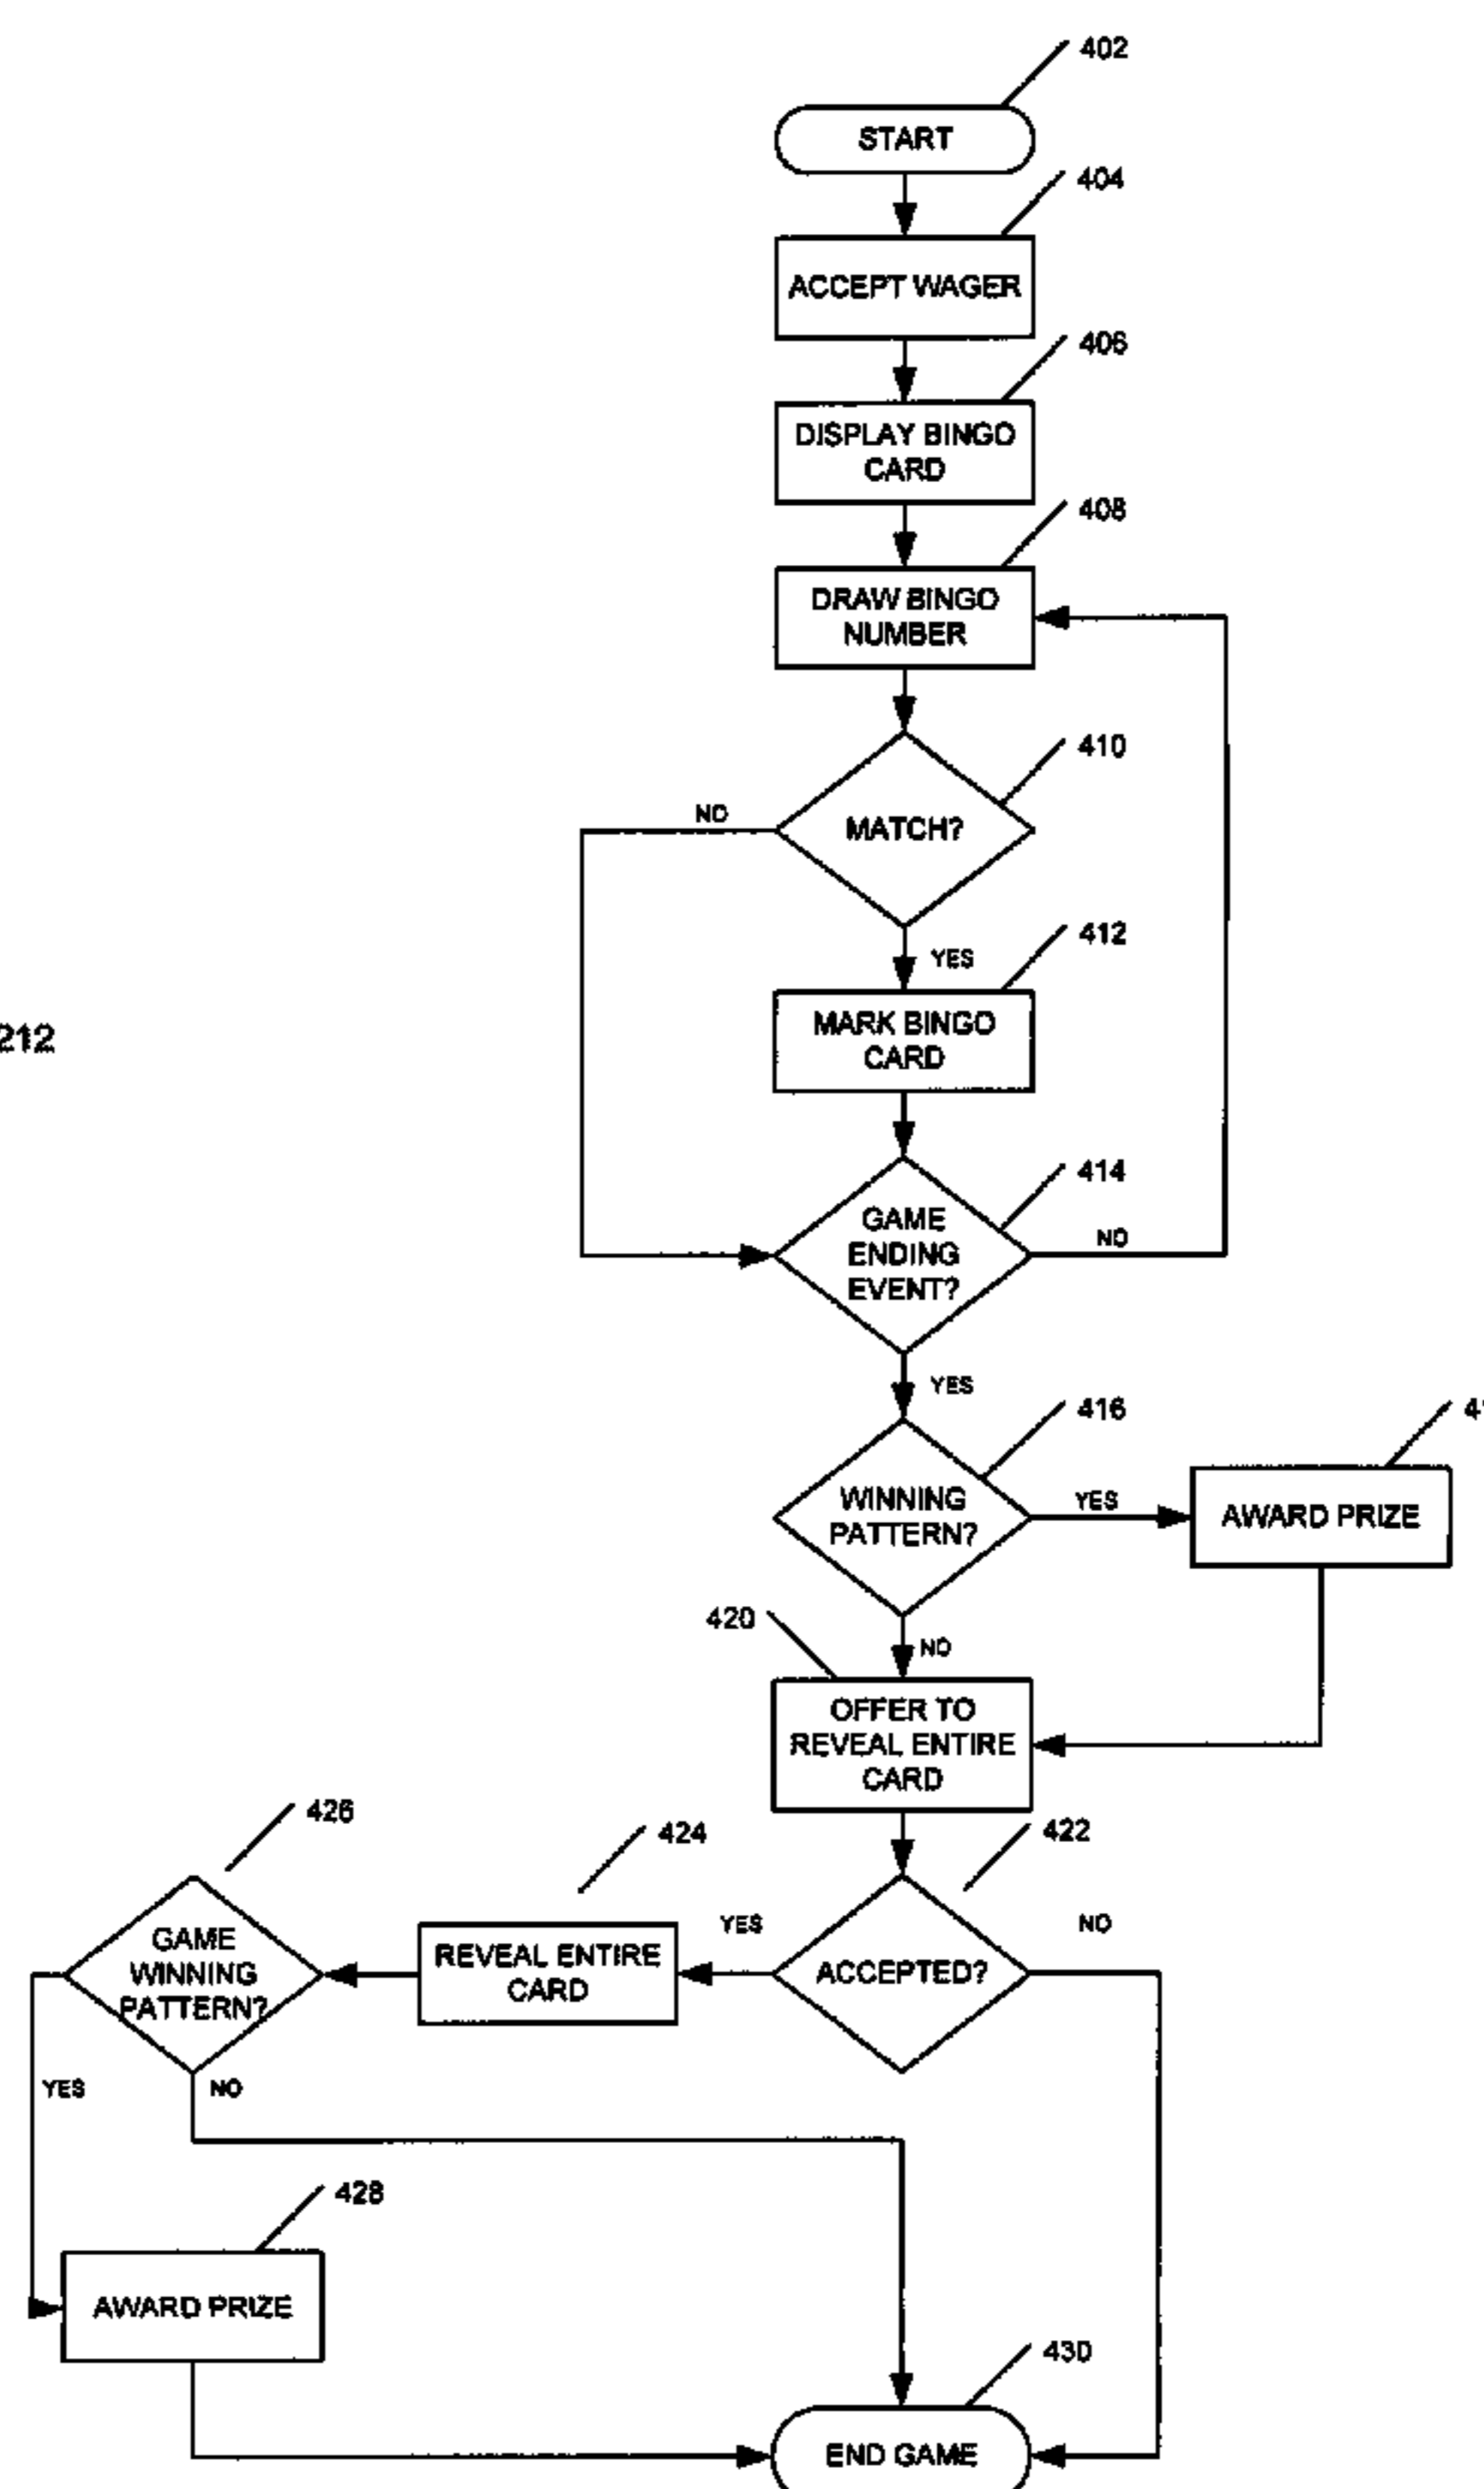 402
START
404
ACCEPT WAGER
406
DISPLAY BINGO
CARD
408
DRAW BINGO
NUMBER
410
MATCH?
NO
YES
412
MARK BINGO
CARD
212
414
GAME
ENDING
EVENT?
NO
YES
416
WINNING
PATTERN?
YES
AWARD PRIZE
420
NO
OFFER TO
REVEAL ENTIRE
CARD
422
ACCEPTED?
YES
NO
424
REVEAL ENTIRE
CARD
426
GAME
WINNING
PATTERN?
YES
NO
428
AWARD PRIZE
430
END GAME